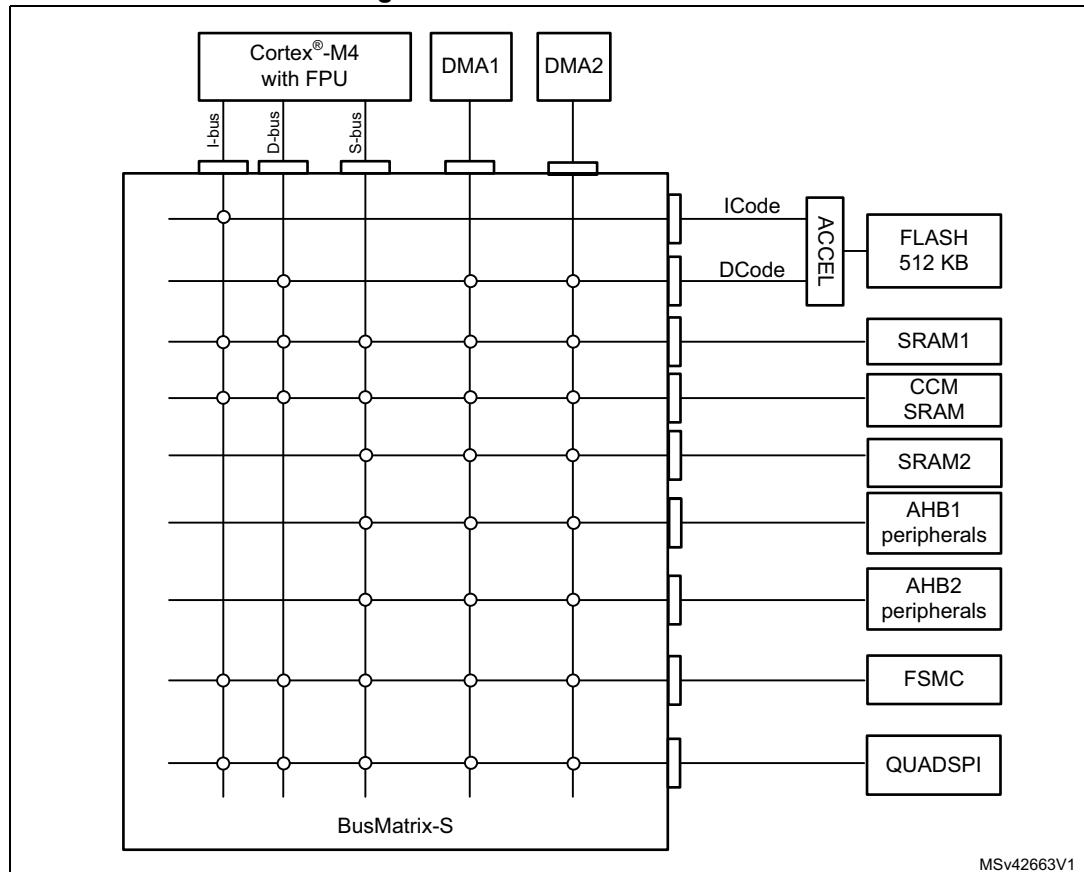 Cortex®-M4
with FPU
DMA1
DMA2
I-bus
D-bus
S-bus
ICode
DCode
ACCEL
FLASH
512 KB
SRAM1
CCM
SRAM
SRAM2
AHB1
peripherals
AHB2
peripherals
FSMC
QUADSPI
BusMatrix-S
MSv42663V1